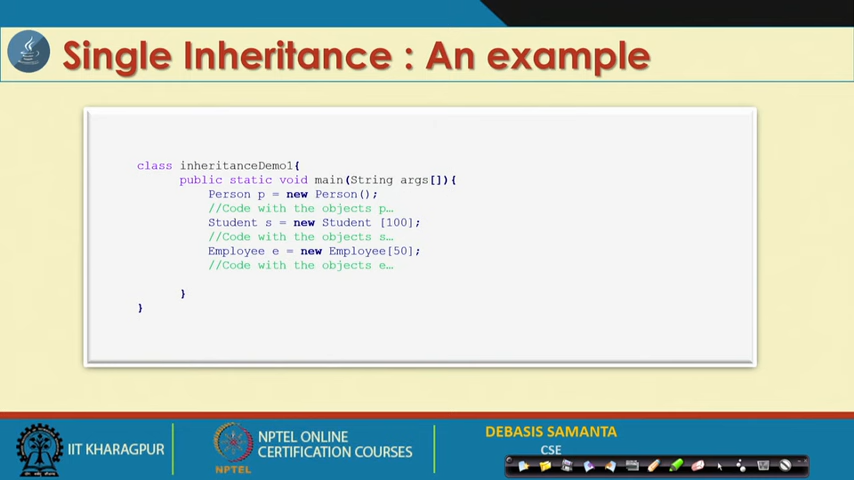 Single Inheritance : An example
class inheritanceDemo1{
public static void main(String args[]){
Person p = new Person();
//Code with the objects p…
Student s = new Student [100];
//Code with the objects s…
Employee e = new Employee[50];
//Code with the objects e…
}
}
IIT KHARAGPUR
NPTEL
NPTEL ONLINE
CERTIFICATION COURSES
DEBASIS SAMANTA
CSE